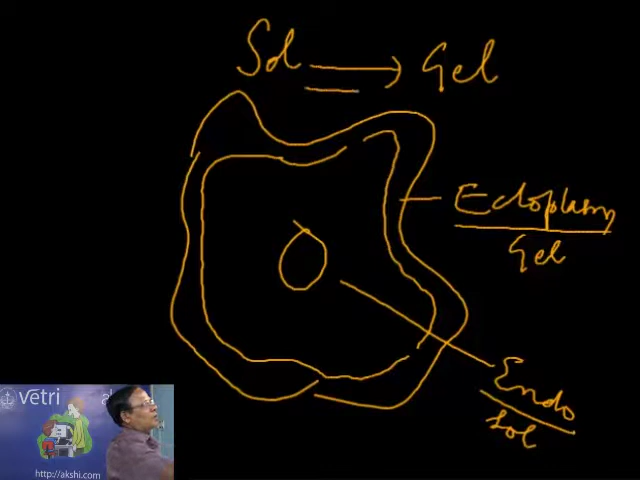 Sol → Gel
Ectoplasm
Gel
Endo
Sol
vetri
http://akshi.com